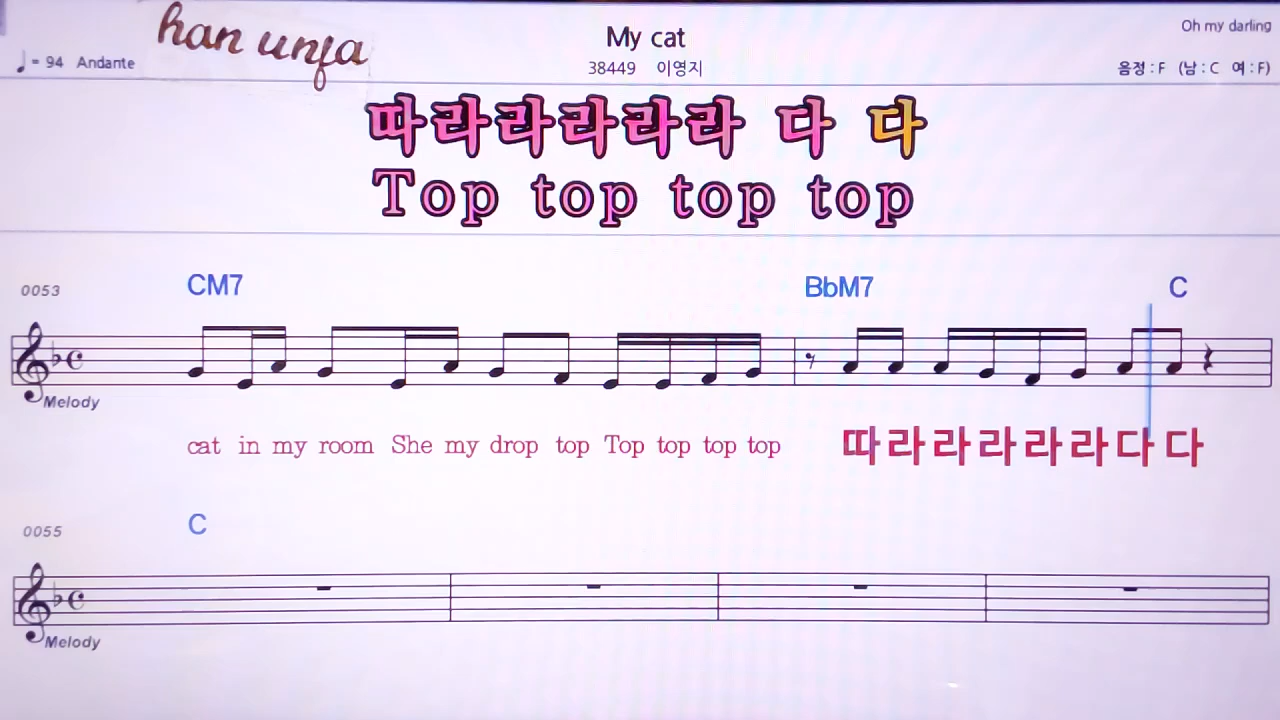 han unja
My cat
Oh my darling
♩ = 94 Andante
38449 이영지
음정 : F (남 : C 여 : F)
따라라라라라 다 다
Top top top top
CM7 BbM7 C
0053
Melody
cat in my room She my drop top Top top top top 따라라라라라다다
C
0055
Melody